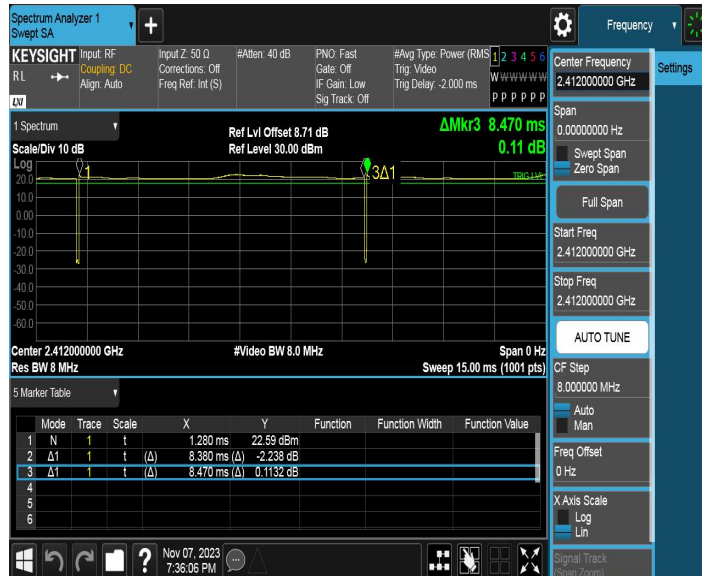 Spectrum Analyzer 1
Swept SA
+
Frequency
KEYSIGHT Input: RF Input Z: 50 Ω #Atten: 40 dB PNO: Fast #Avg Type: Power (RMS 1 2 3 4 5 6
RL Coupling: DC Corrections: Off Gate: Off Trig: Video W W W W W W
Align: Auto Freq Ref: Int (S) IF Gain: Low Trig Delay: -2.000 ms
LXI Sig Track: Off P P P P P P
1 Spectrum
Ref Lvl Offset 8.71 dB ΔMkr3 8.470 ms
Scale/Div 10 dB Ref Level 30.00 dBm 0.11 dB
Log
1 3Δ1
20.0 TRIG LVL
10.0
0.00
-10.0
-20.0
-30.0
-40.0
-50.0
-60.0
Center 2.412000000 GHz #Video BW 8.0 MHz Span 0 Hz
Res BW 8 MHz Sweep 15.00 ms (1001 pts)
5 Marker Table
Mode Trace Scale X Y Function Function Width Function Value
1 N 1 t 1.280 ms 22.59 dBm
2 Δ1 1 t (Δ) 8.380 ms (Δ) -2.238 dB
3 Δ1 1 t (Δ) 8.470 ms (Δ) 0.1132 dB
4
5
6
Nov 07, 2023
7:36:06 PM
?
Center Frequency
2.412000000 GHz
Settings
Span
0.00000000 Hz
Swept Span
Zero Span
Full Span
Start Freq
2.412000000 GHz
Stop Freq
2.412000000 GHz
AUTO TUNE
CF Step
8.000000 MHz
Auto
Man
Freq Offset
0 Hz
X Axis Scale
Log
Lin
Signal Track
(Span Zoom)